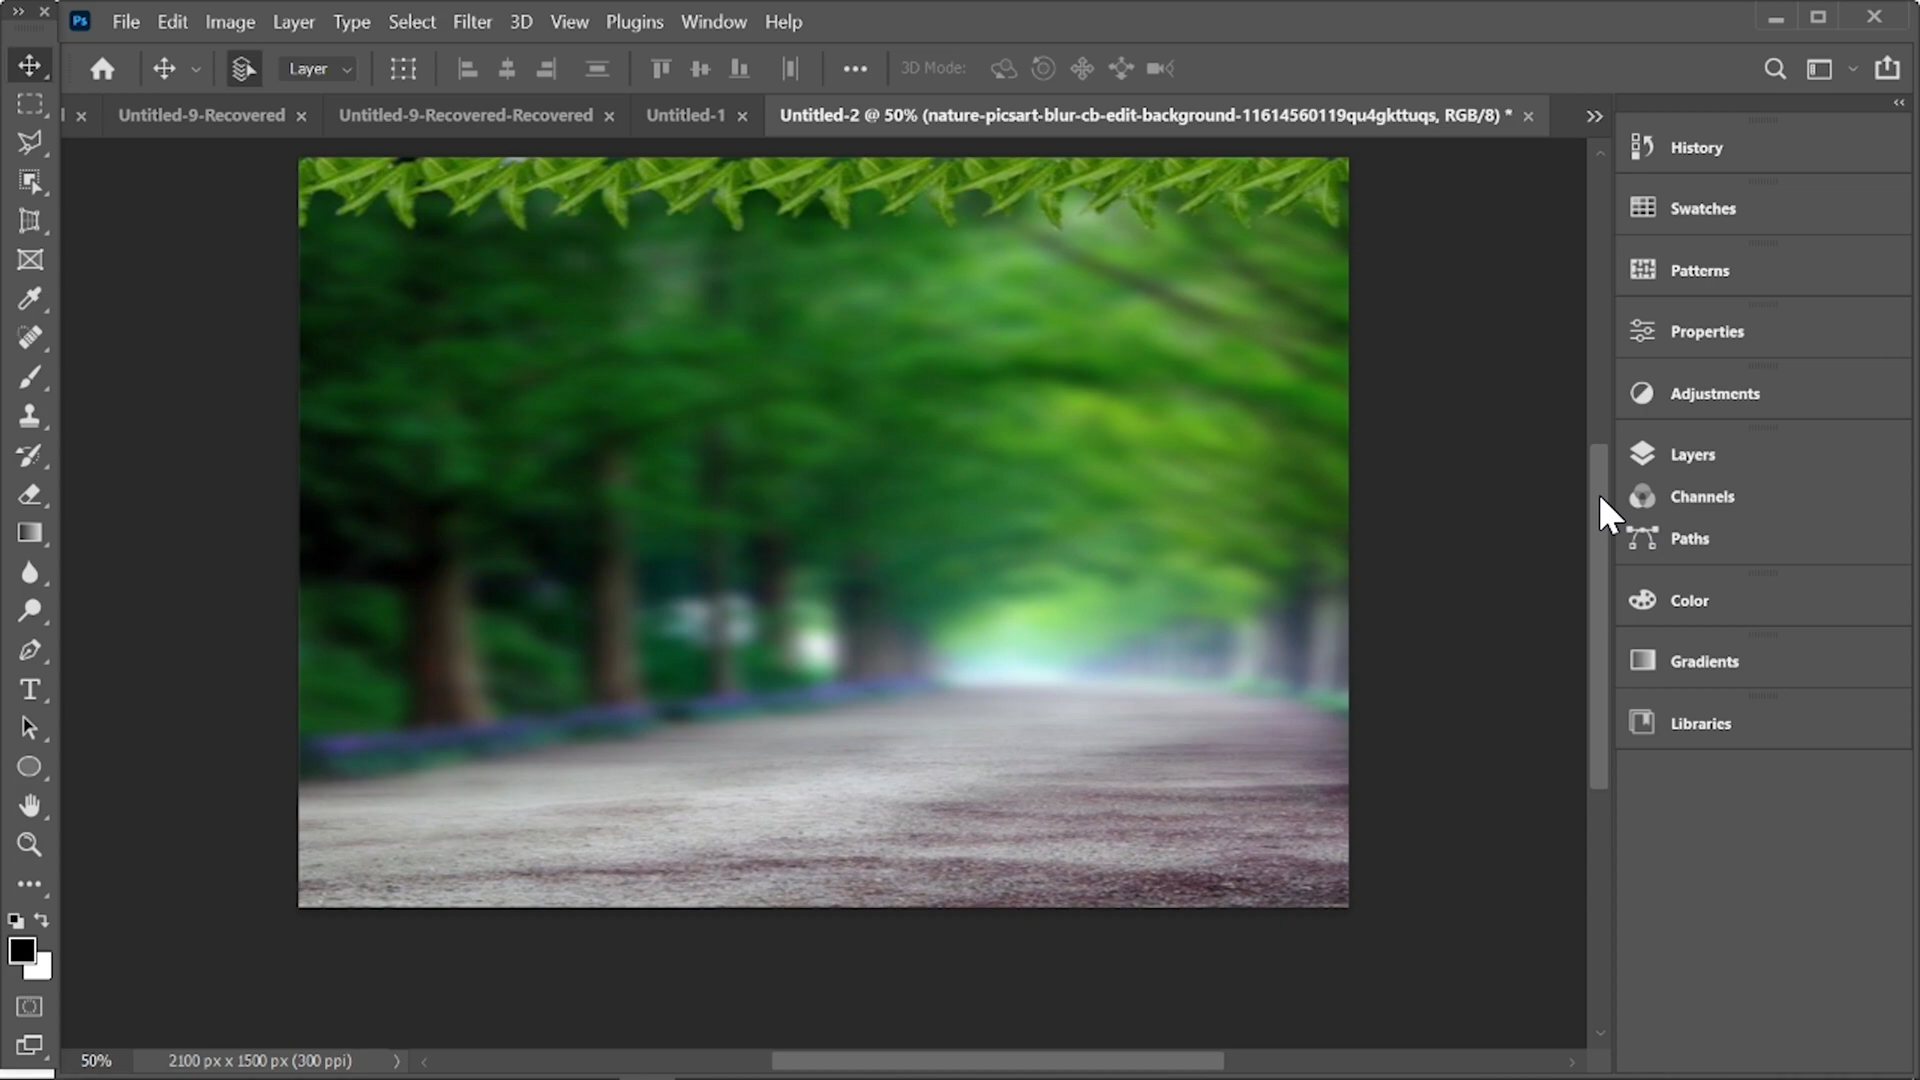 Ps File Edit Image Layer Type Select Filter 3D View Plugins Window Help
Layer 3D Mode:
Untitled-9-Recovered Untitled-9-Recovered-Recovered Untitled-1 Untitled-2 @ 50% (nature-picsart-blur-cb-edit-background-11614560119qu4gkttuqs, RGB/8) *
History
Swatches
Patterns
Properties
Adjustments
Layers
Channels
Paths
Color
Gradients
Libraries
50% 2100 px x 1500 px (300 ppi)